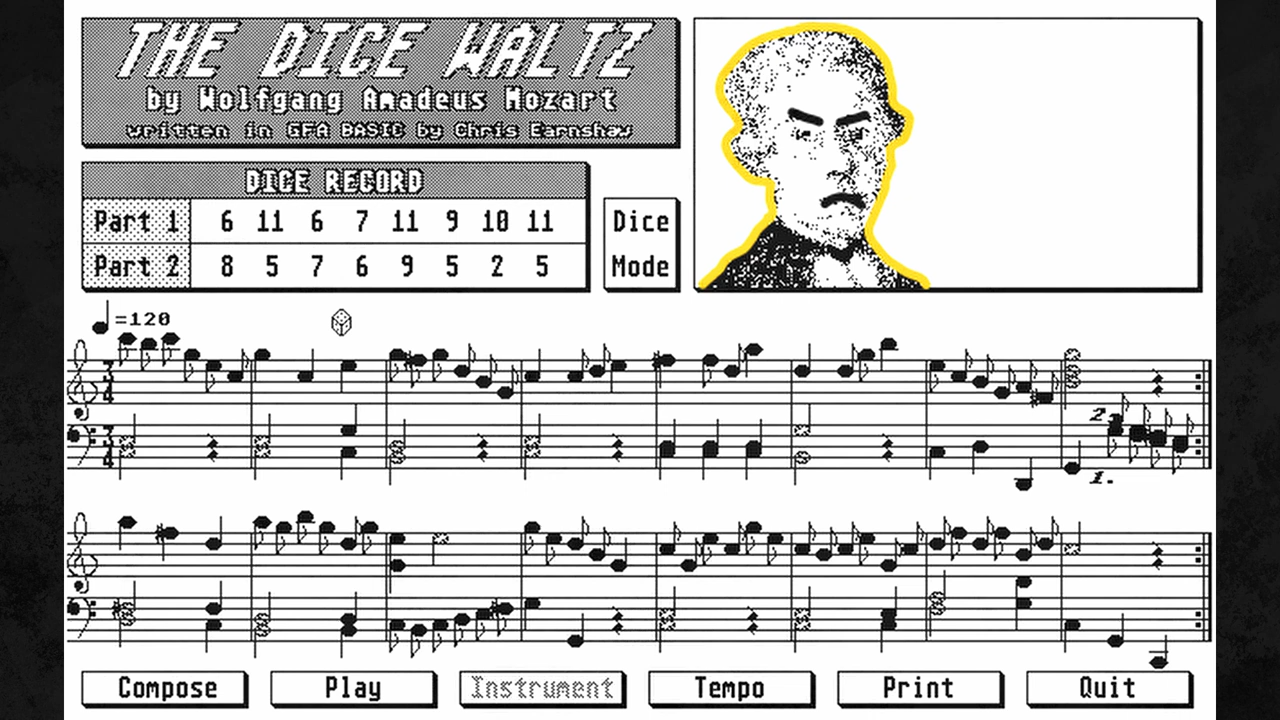 THE DICE WALTZ
by Wolfgang Amadeus Mozart
written in GFA BASIC by Chris Earnshaw
DICE RECORD
Part 1 6 11 6 7 11 9 10 11
Part 2 8 5 7 6 9 5 2 5
Dice
Mode
=120
3
4
3
4
2.
1.
Compose Play Instrument Tempo Print Quit